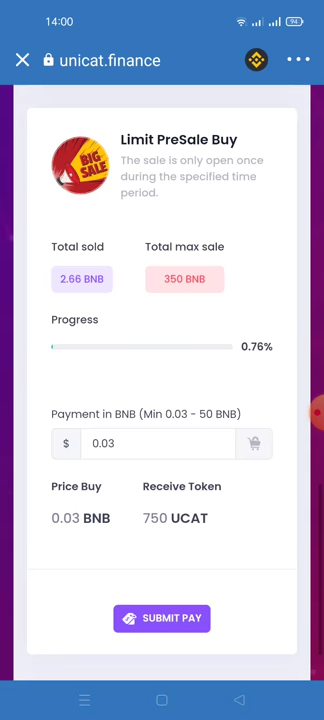 14:00
94
unicat.finance
Limit PreSale Buy
The sale is only open once
during the specified time
period.
BIG
SALE
Total sold
Total max sale
2.66 BNB
350 BNB
Progress
0.76%
Payment in BNB (Min 0.03 - 50 BNB)
$ 0.03
Price Buy
Receive Token
0.03 BNB
750 UCAT
SUBMIT PAY